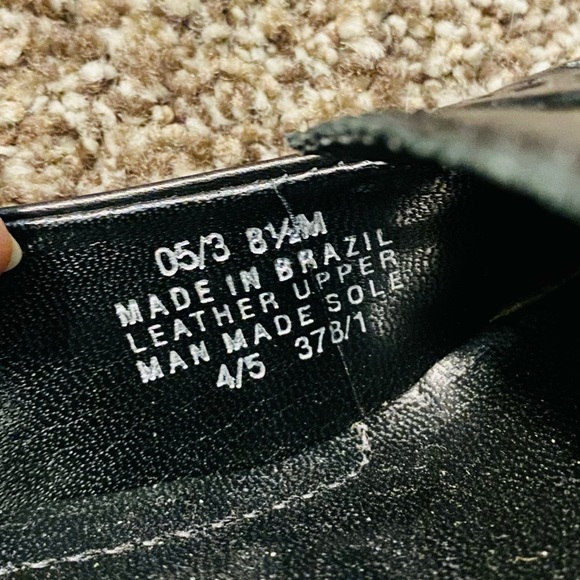 05/3 8½M
MADE IN BRAZIL
LEATHER UPPER
MAN MADE SOLE
4/5 378/1